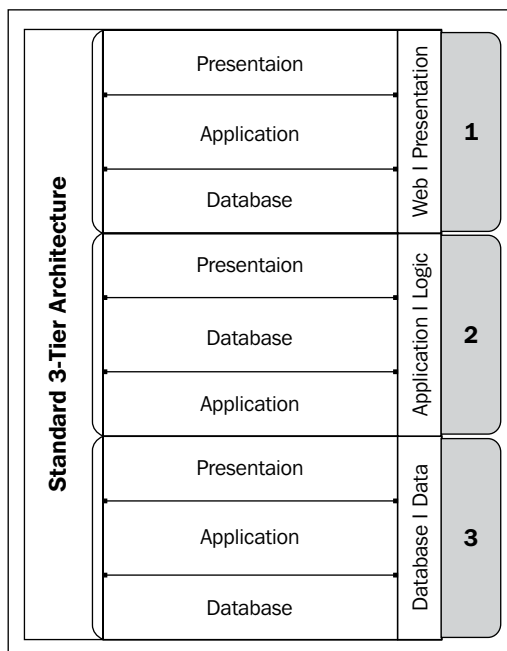 Standard 3-Tier Architecture
Presentaion
Application
Database
Web | Presentation
1
Presentaion
Database
Application
Application | Logic
2
Presentaion
Application
Database
Database | Data
3